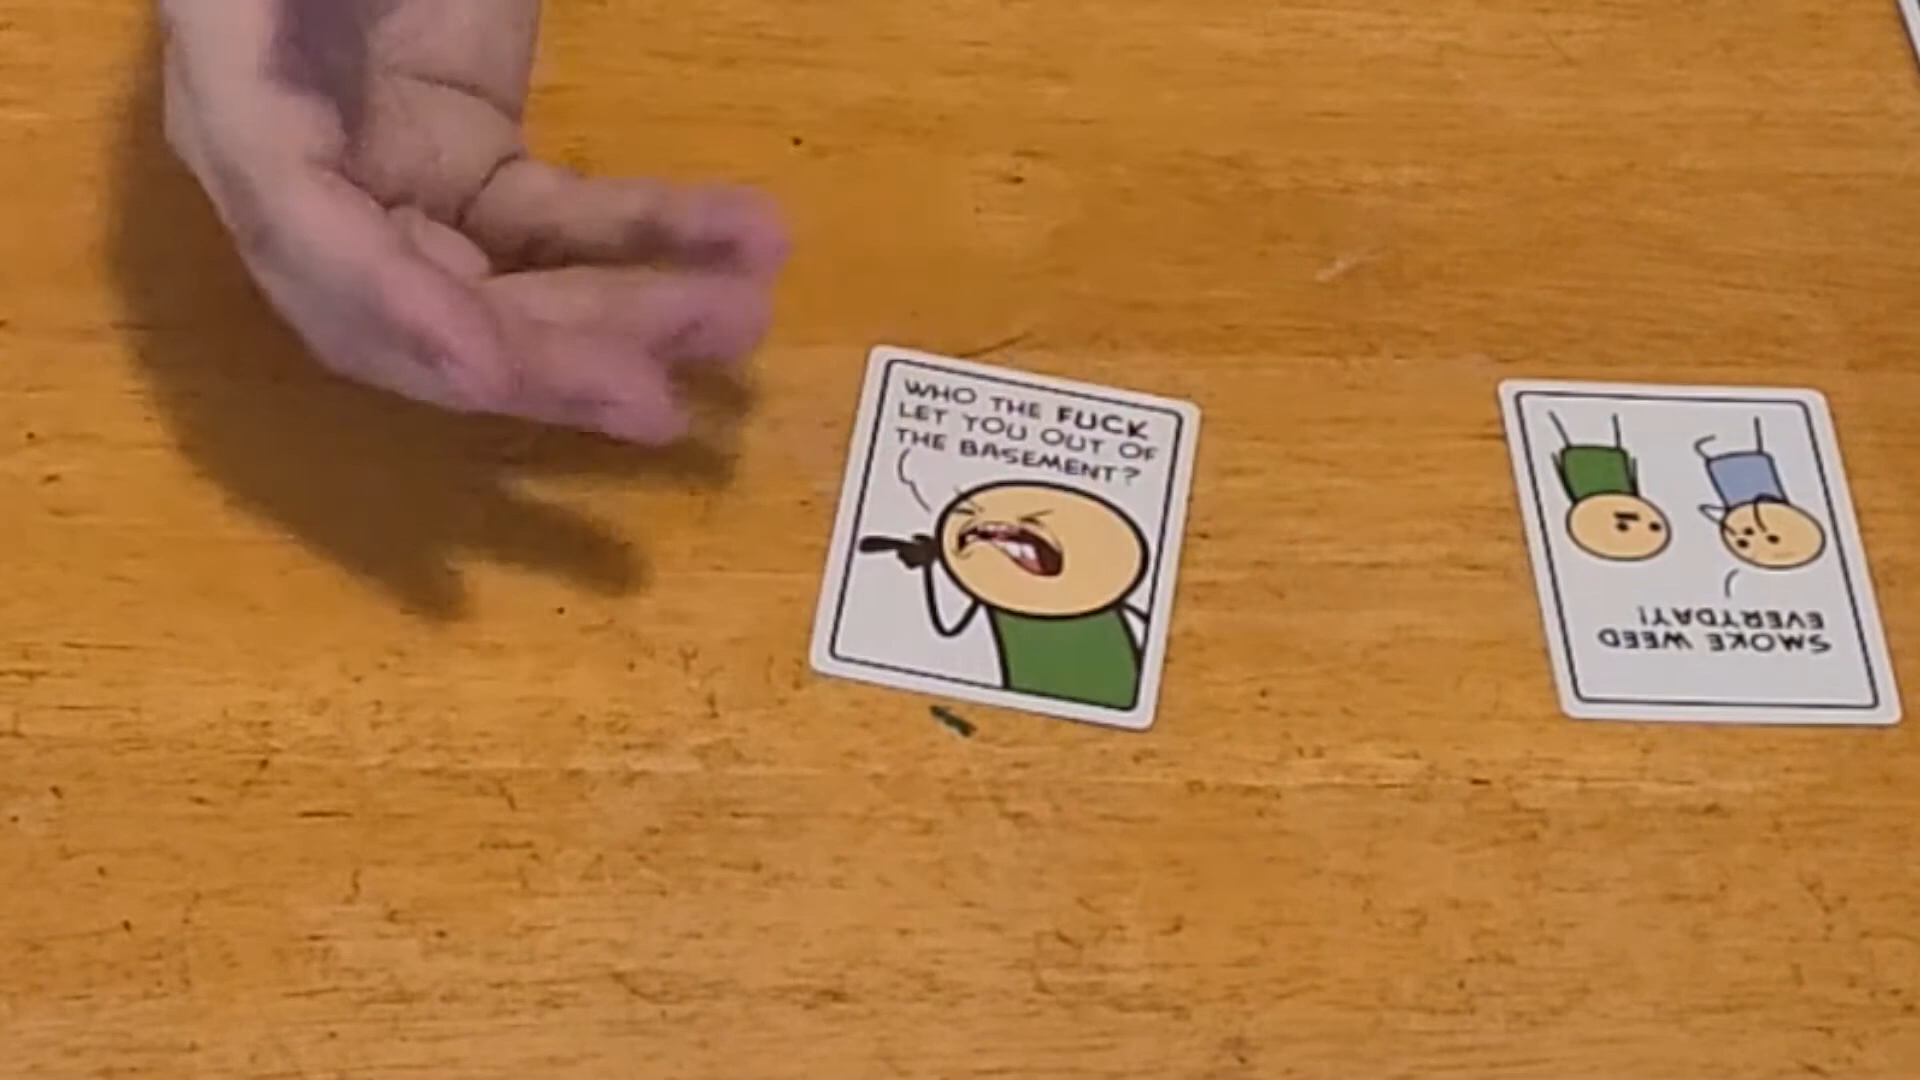 WHO THE FUCK
LET YOU OUT OF
THE BASEMENT?
SMOKE WEED
EVERYDAY!